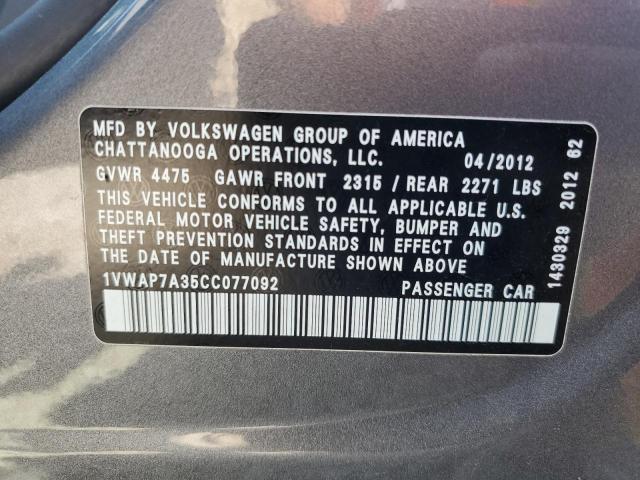 MFD BY VOLKSWAGEN GROUP OF AMERICA
CHATTANOOGA OPERATIONS, LLC. 04/2012
GVWR 4475 GAWR FRONT 2315 / REAR 2271 LBS
THIS VEHICLE CONFORMS TO ALL APPLICABLE U.S.
FEDERAL MOTOR VEHICLE SAFETY, BUMPER AND
THEFT PREVENTION STANDARDS IN EFFECT ON
THE DATE OF MANUFACTURE SHOWN ABOVE
1VWAP7A35CC077092 PASSENGER CAR
1430329 2012 62